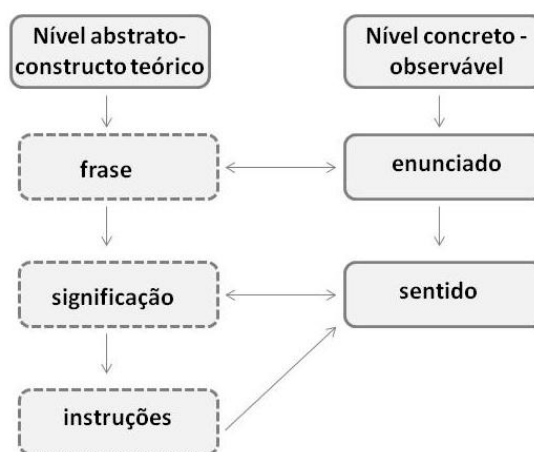 Nível abstrato-
constructo teórico
Nível concreto -
observável
frase
enunciado
significação
sentido
instruções